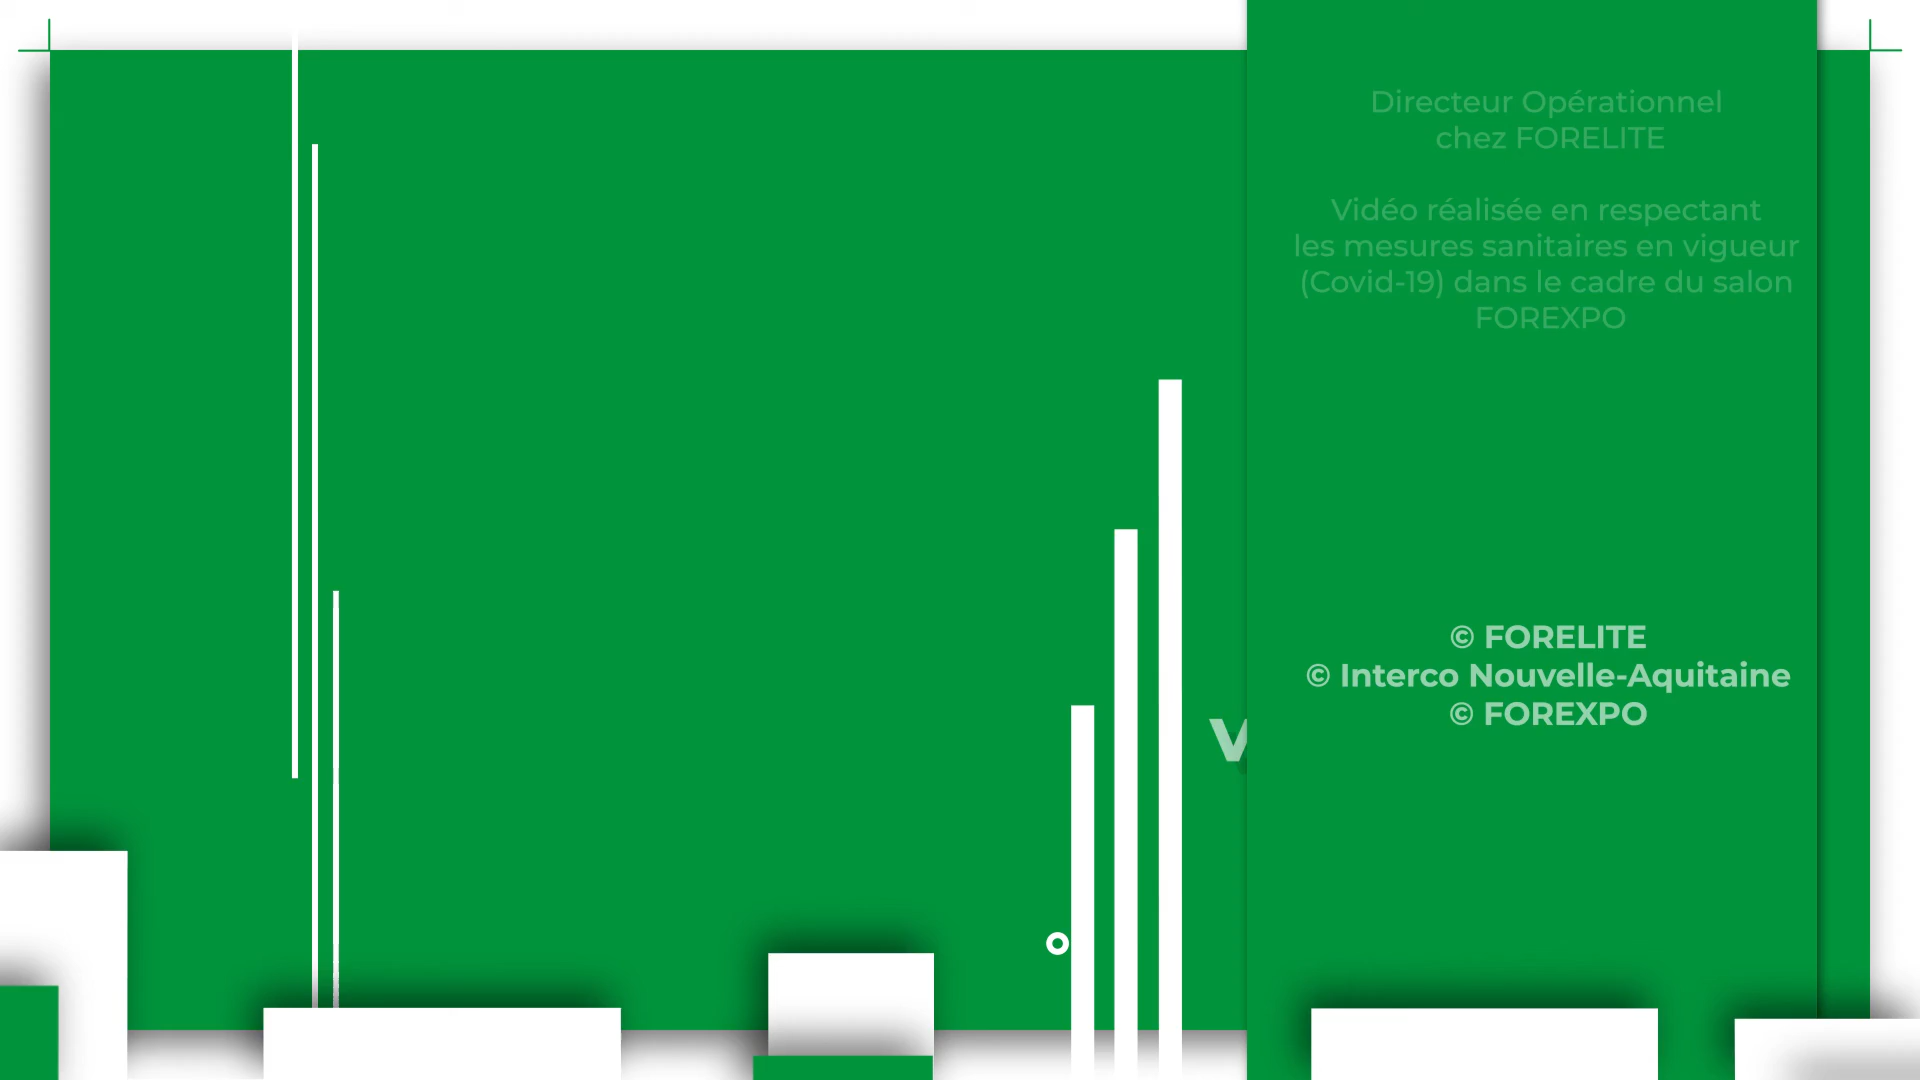 Directeur Opérationnel
chez FORELITE
Vidéo réalisée en respectant
les mesures sanitaires en vigueur
(Covid-19) dans le cadre du salon
FOREXPO
© FORELITE
© Interco Nouvelle-Aquitaine
© FOREXPO